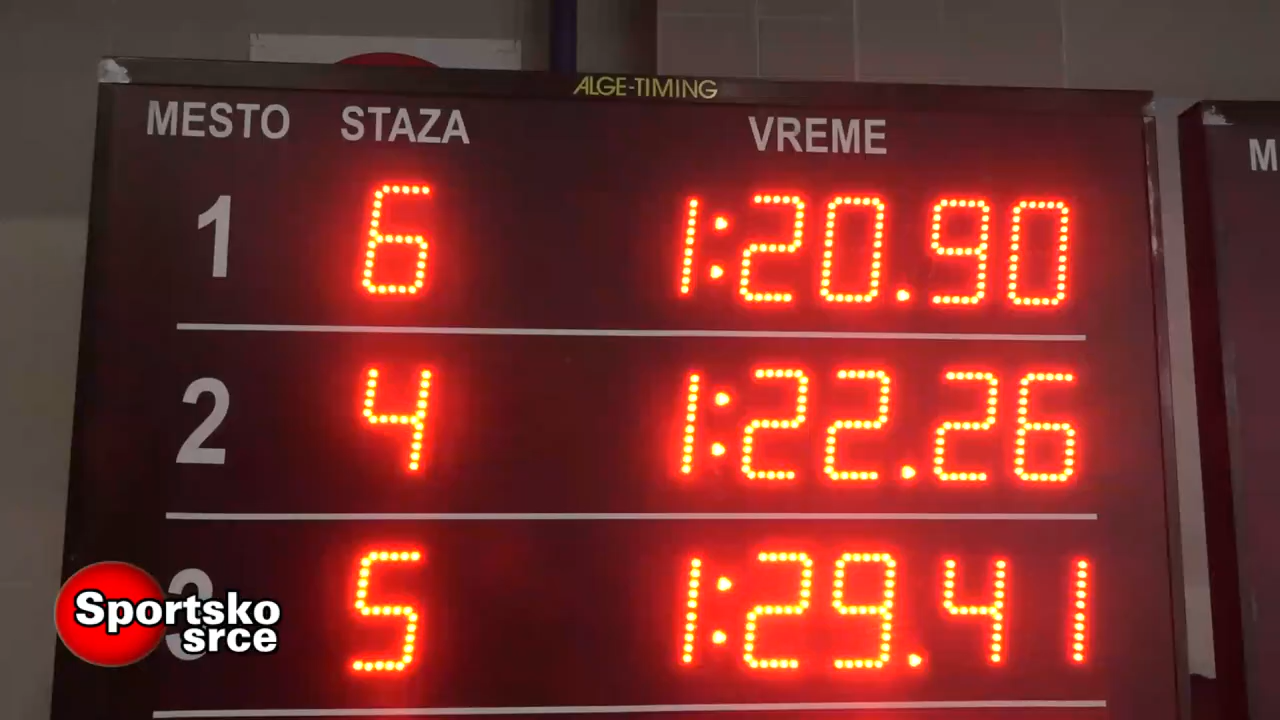 ALGE-TIMING
MESTO STAZA VREME
1 6 1:20.90
2 4 1:22.26
3 5 1:29.41
Sportsko
srce